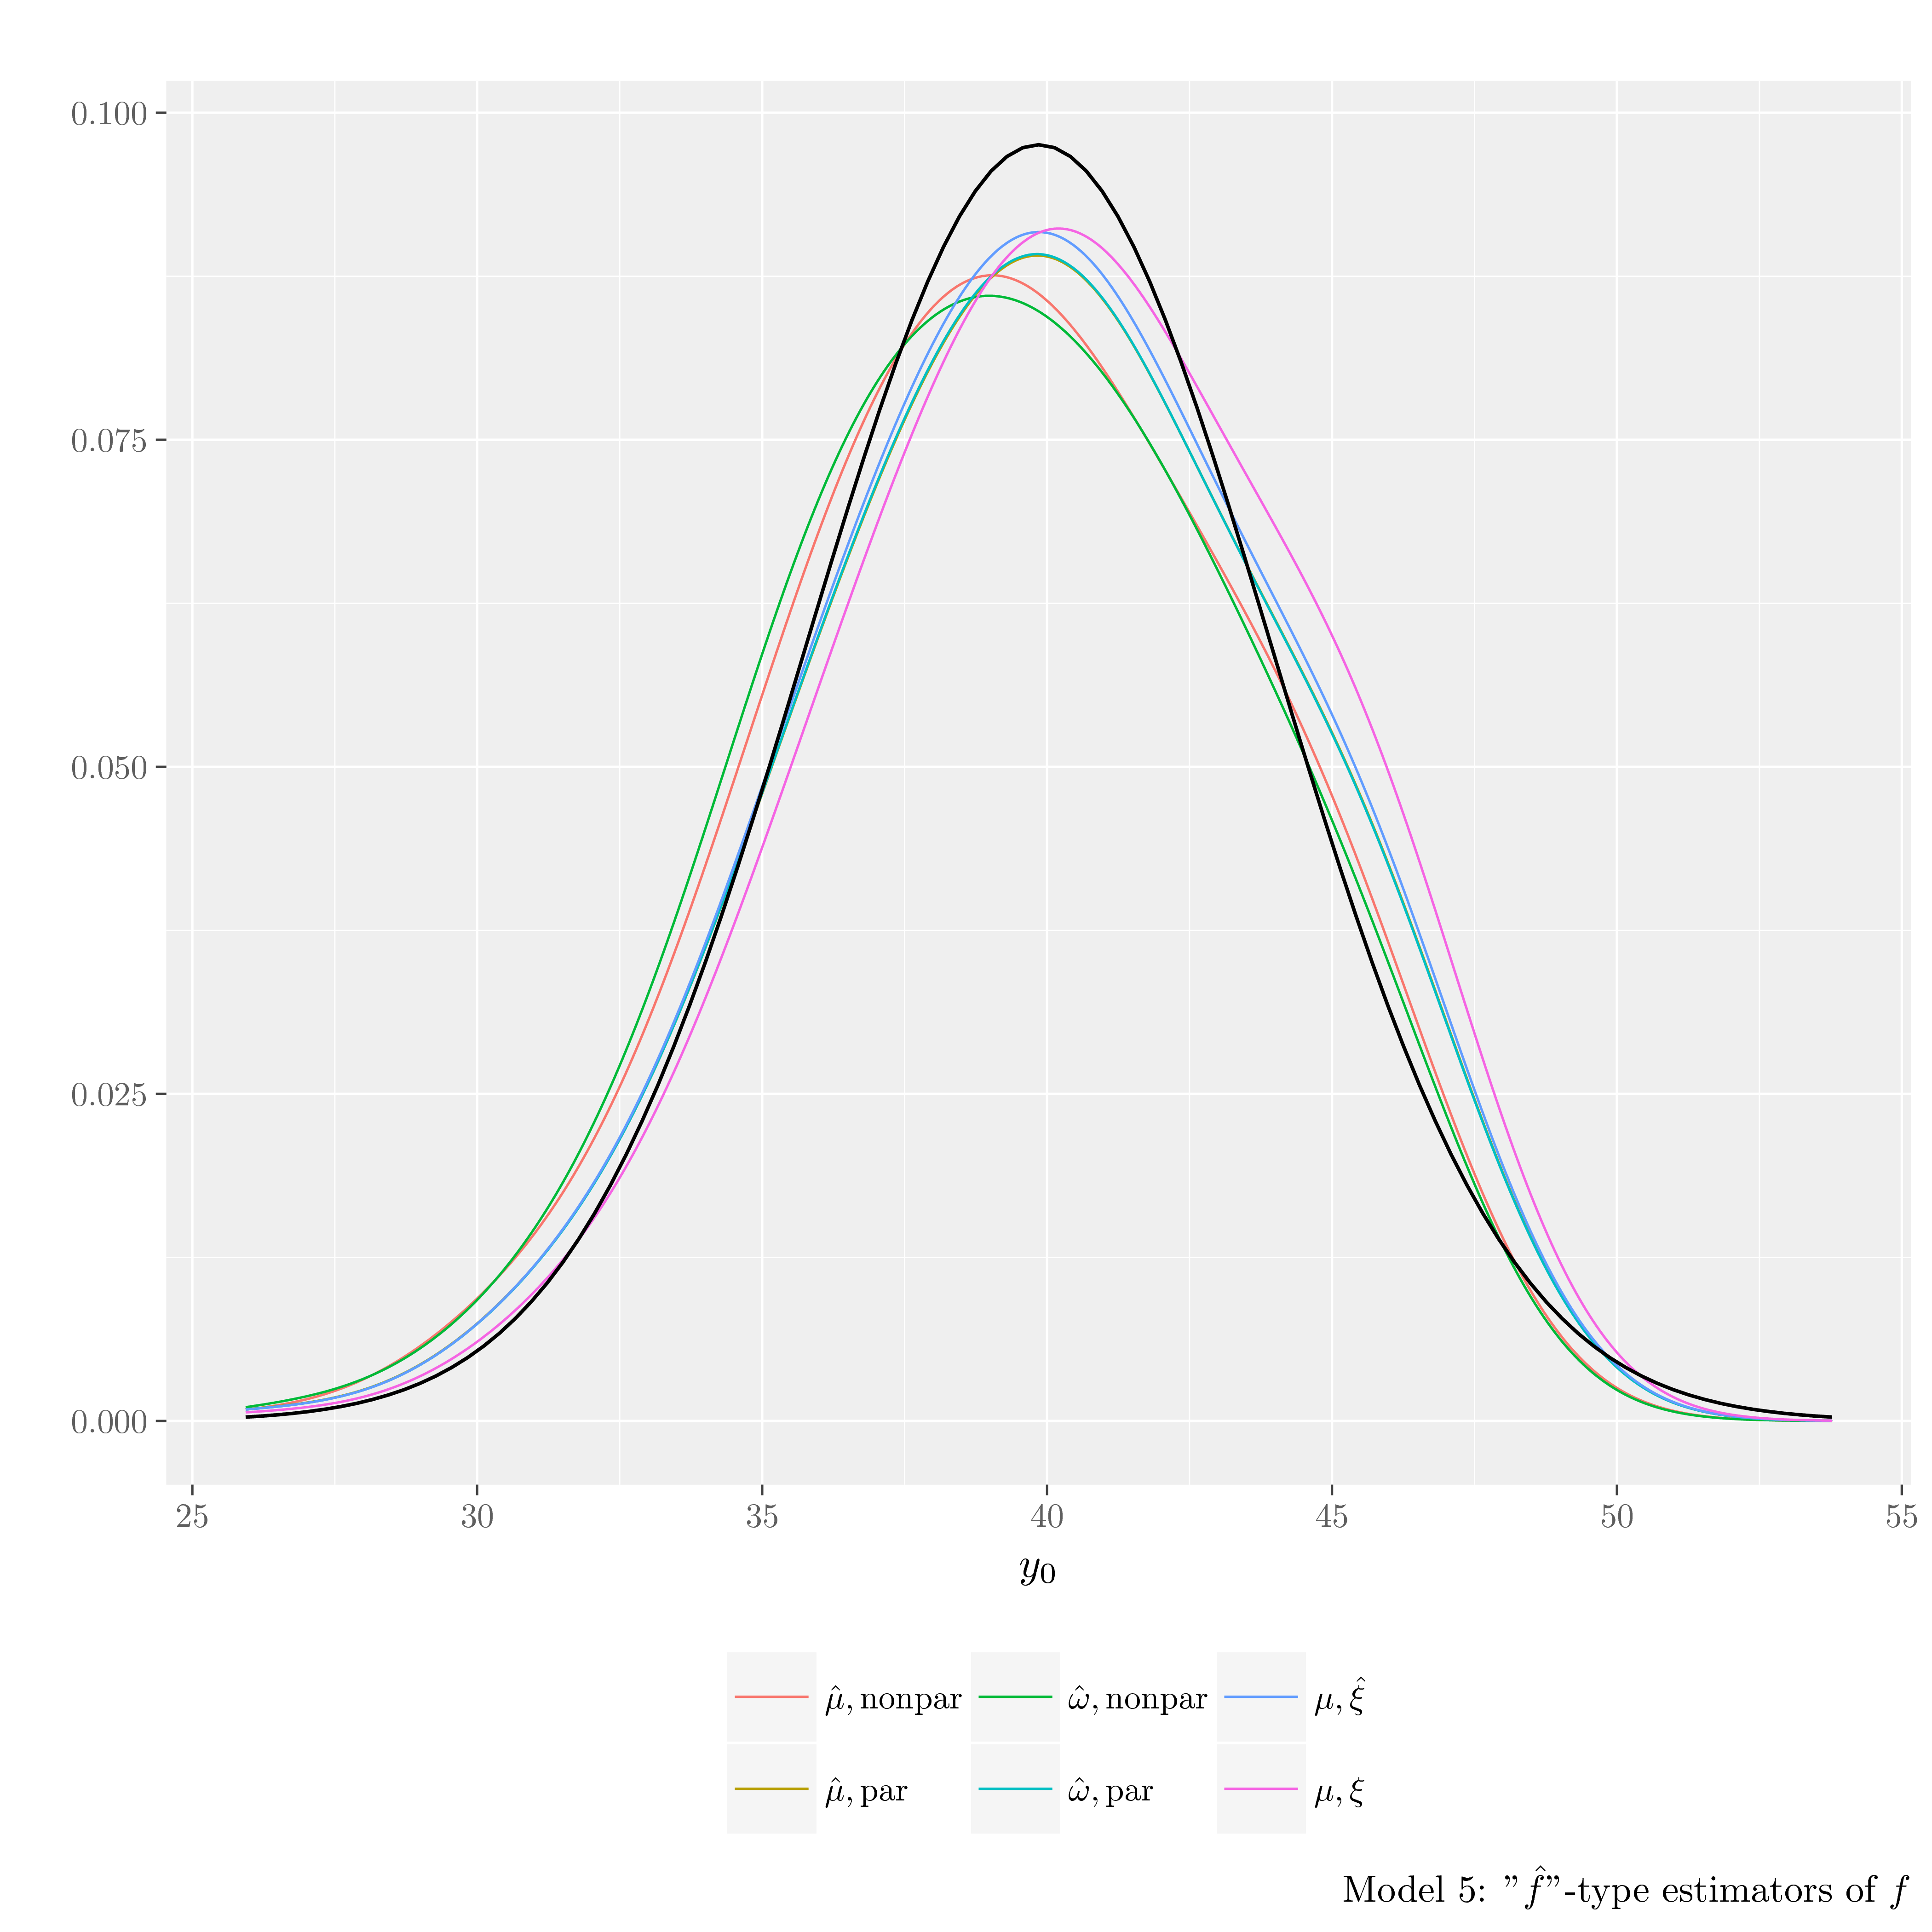 0.100
0.075
0.050
0.025
0.000
25 30 35 40 45 50 55
y₀
μ̂, nonpar ω̂, nonpar μ, ξ̂
μ̂, par ω̂, par μ, ξ
Model 5: ”f̂”-type estimators of f